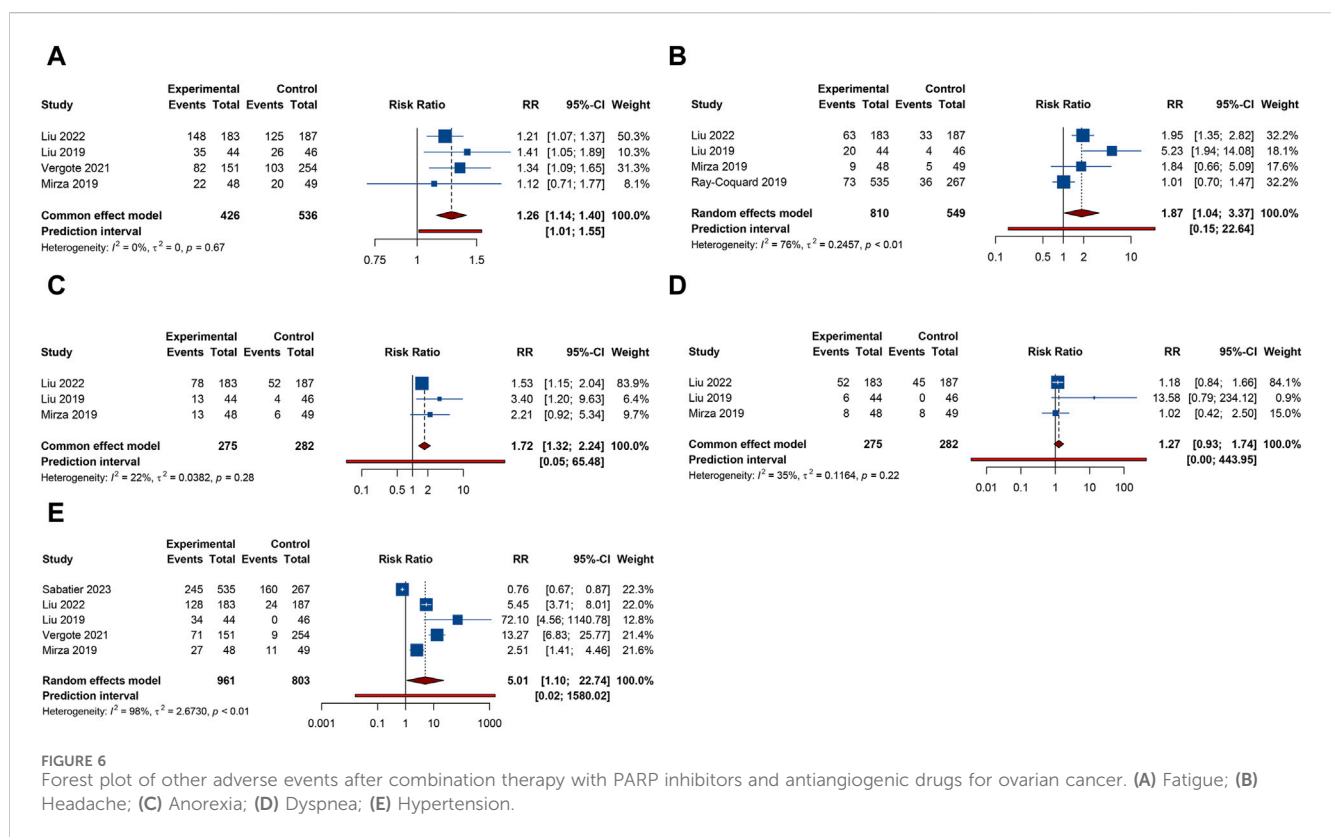 A
Experimental Control
Study Events Total Events Total Risk Ratio RR 95%-CI Weight
Liu 2022 148 183 125 187 1.21 [1.07; 1.37] 50.3%
Liu 2019 35 44 26 46 1.41 [1.05; 1.89] 10.3%
Vergote 2021 82 151 103 254 1.34 [1.09; 1.65] 31.3%
Mirza 2019 22 48 20 49 1.12 [0.71; 1.77] 8.1%
Common effect model 426 536 1.26 [1.14; 1.40] 100.0%
Prediction interval [1.01; 1.55]
Heterogeneity: I² = 0%, τ² = 0, p = 0.67
0.75 1 1.5
B
Experimental Control
Study Events Total Events Total Risk Ratio RR 95%-CI Weight
Liu 2022 63 183 33 187 1.95 [1.35; 2.82] 32.2%
Liu 2019 20 44 4 46 5.23 [1.94; 14.08] 18.1%
Mirza 2019 9 48 5 49 1.84 [0.66; 5.09] 17.6%
Ray-Coquard 2019 73 535 36 267 1.01 [0.70; 1.47] 32.2%
Random effects model 810 549 1.87 [1.04; 3.37] 100.0%
Prediction interval [0.15; 22.64]
Heterogeneity: I² = 76%, τ² = 0.2457, p < 0.01
0.1 0.5 1 2 10
C
Experimental Control
Study Events Total Events Total Risk Ratio RR 95%-CI Weight
Liu 2022 78 183 52 187 1.53 [1.15; 2.04] 83.9%
Liu 2019 13 44 4 46 3.40 [1.20; 9.63] 6.4%
Mirza 2019 13 48 6 49 2.21 [0.92; 5.34] 9.7%
Common effect model 275 282 1.72 [1.32; 2.24] 100.0%
Prediction interval [0.05; 65.48]
Heterogeneity: I² = 22%, τ² = 0.0382, p = 0.28
0.1 0.5 1 2 10
D
Experimental Control
Study Events Total Events Total Risk Ratio RR 95%-CI Weight
Liu 2022 52 183 45 187 1.18 [0.84; 1.66] 84.1%
Liu 2019 6 44 0 46 13.58 [0.79; 234.12] 0.9%
Mirza 2019 8 48 8 49 1.02 [0.42; 2.50] 15.0%
Common effect model 275 282 1.27 [0.93; 1.74] 100.0%
Prediction interval [0.00; 443.95]
Heterogeneity: I² = 35%, τ² = 0.1164, p = 0.22
0.01 0.1 1 10 100
E
Experimental Control
Study Events Total Events Total Risk Ratio RR 95%-CI Weight
Sabatier 2023 245 535 160 267 0.76 [0.67; 0.87] 22.3%
Liu 2022 128 183 24 187 5.45 [3.71; 8.01] 22.0%
Liu 2019 34 44 0 46 72.10 [4.56; 1140.78] 12.8%
Vergote 2021 71 151 9 254 13.27 [6.83; 25.77] 21.4%
Mirza 2019 27 48 11 49 2.51 [1.41; 4.46] 21.6%
Random effects model 961 803 5.01 [1.10; 22.74] 100.0%
Prediction interval [0.02; 1580.02]
Heterogeneity: I² = 98%, τ² = 2.6730, p < 0.01
0.001 0.1 1 10 1000
FIGURE 6
Forest plot of other adverse events after combination therapy with PARP inhibitors and antiangiogenic drugs for ovarian cancer. (A) Fatigue; (B)
Headache; (C) Anorexia; (D) Dyspnea; (E) Hypertension.